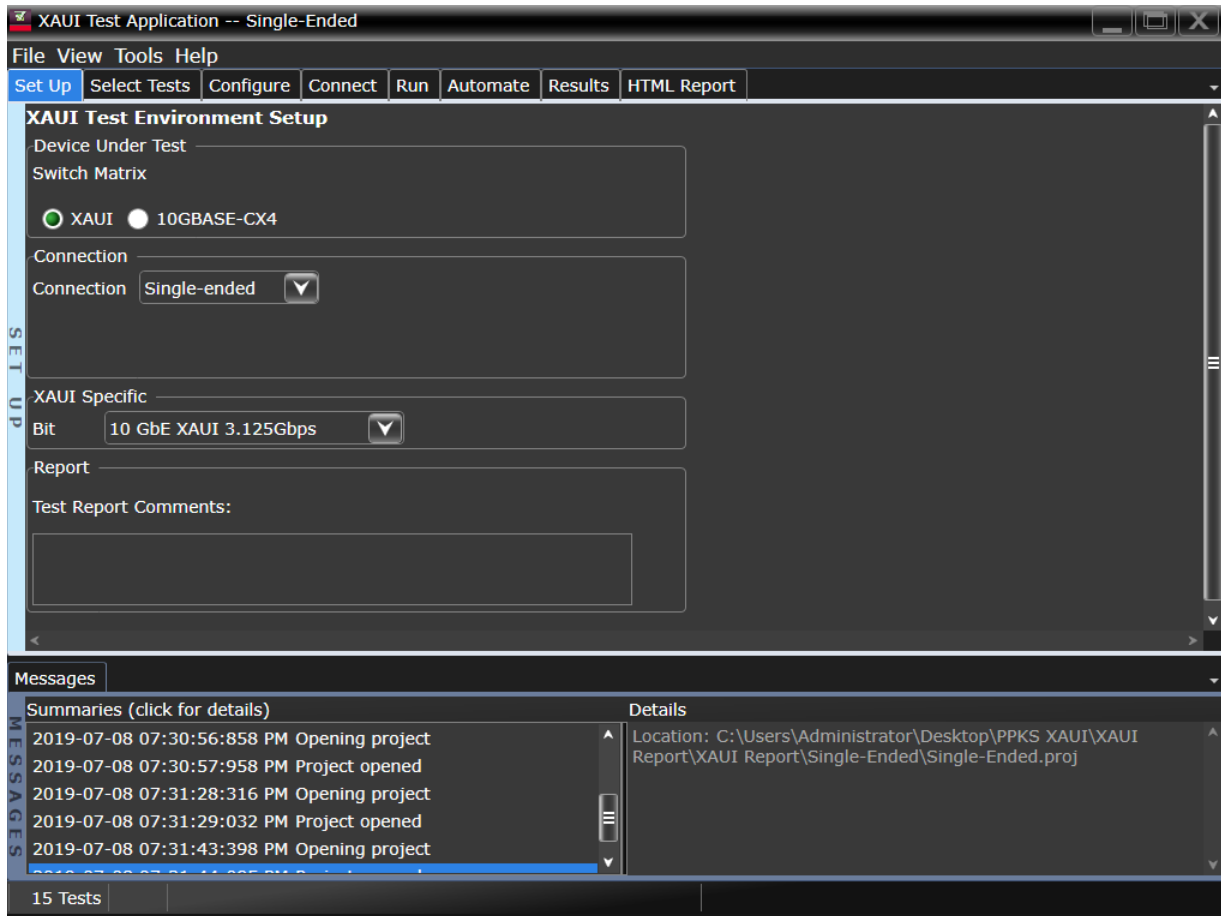 XAUI Test Application -- Single-Ended
File View Tools Help
Set Up Select Tests Configure Connect Run Automate Results HTML Report
XAUI Test Environment Setup
Device Under Test
Switch Matrix
XAUI 10GBASE-CX4
Connection
Connection Single-ended
SET UP
XAUI Specific
Bit 10 GbE XAUI 3.125Gbps
Report
Test Report Comments:
Messages
MESSAGES
Summaries (click for details)
2019-07-08 07:30:56:858 PM Opening project
2019-07-08 07:30:57:958 PM Project opened
2019-07-08 07:31:28:316 PM Opening project
2019-07-08 07:31:29:032 PM Project opened
2019-07-08 07:31:43:398 PM Opening project
Details
Location: C:\Users\Administrator\Desktop\PPKS XAUI\XAUI
Report\XAUI Report\Single-Ended\Single-Ended.proj
15 Tests